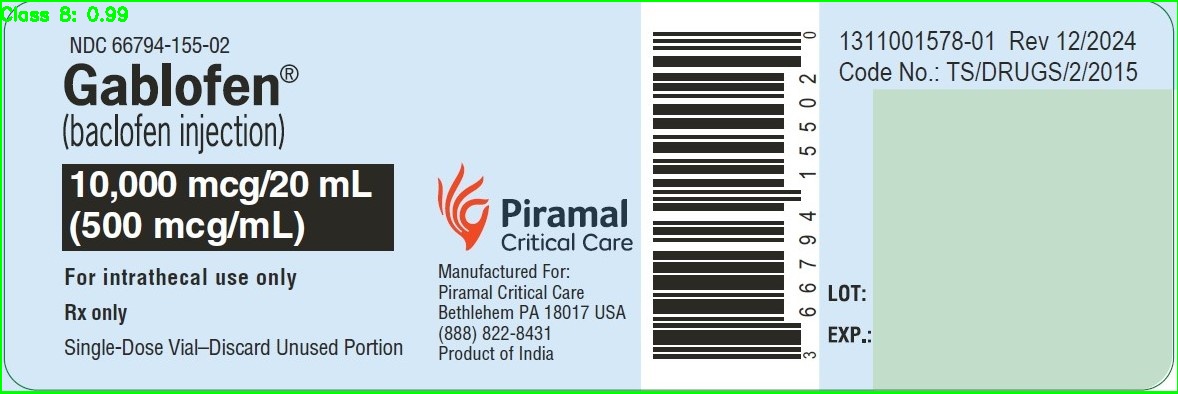 Class 8: 0.99
NDC 66794-155-02
Gablofen®
(baclofen injection)
10,000 mcg/20 mL
(500 mcg/mL)
For intrathecal use only
Rx only
Single-Dose Vial–Discard Unused Portion
Piramal
Critical Care
Manufactured For:
Piramal Critical Care
Bethlehem PA 18017 USA
(888) 822-8431
Product of India
3 66794 15502 0
1311001578-01 Rev 12/2024
Code No.: TS/DRUGS/2/2015
LOT:
EXP.: